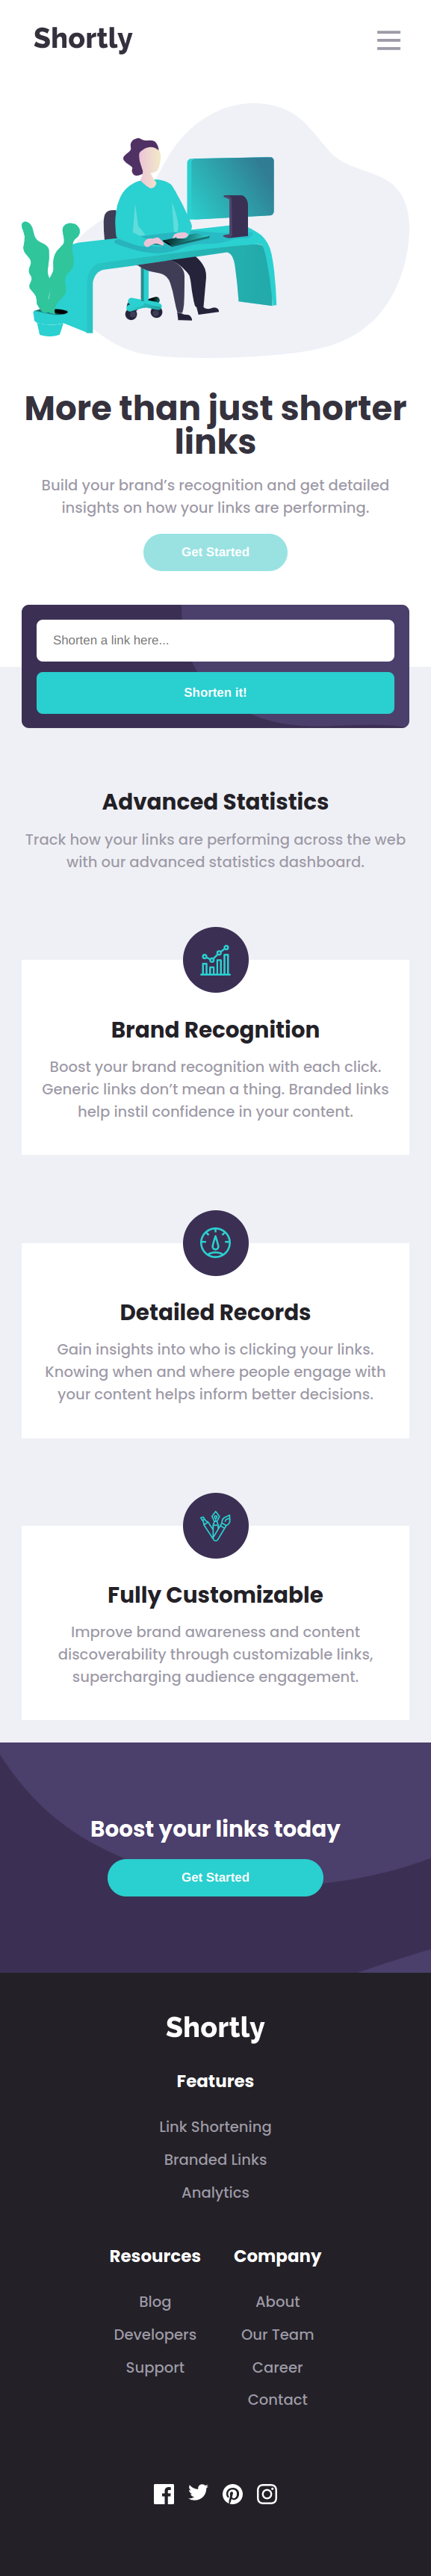 Shortly
More than just shorter
links
Build your brand’s recognition and get detailed
insights on how your links are performing.
Get Started
Shorten a link here...
Shorten it!
Advanced Statistics
Track how your links are performing across the web
with our advanced statistics dashboard.
Brand Recognition
Boost your brand recognition with each click.
Generic links don’t mean a thing. Branded links
help instil confidence in your content.
Detailed Records
Gain insights into who is clicking your links.
Knowing when and where people engage with
your content helps inform better decisions.
Fully Customizable
Improve brand awareness and content
discoverability through customizable links,
supercharging audience engagement.
Boost your links today
Get Started
Shortly
Features
Link Shortening
Branded Links
Analytics
Resources
Blog
Developers
Support
Company
About
Our Team
Career
Contact